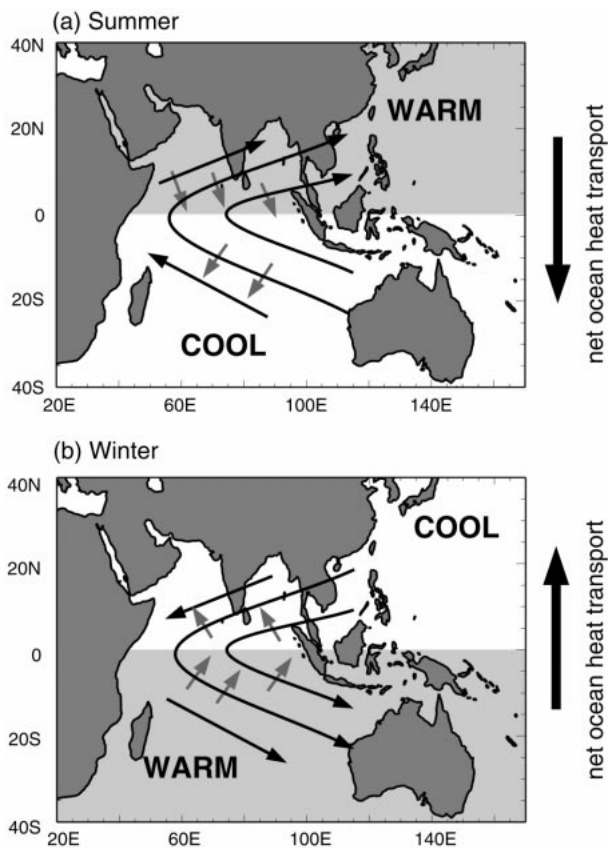 (a) Summer
40N
WARM
20N
0
20S
COOL
40S
20E 60E 100E 140E
net ocean heat transport
(b) Winter
40N
COOL
20N
0
20S
WARM
40S
20E 60E 100E 140E
net ocean heat transport